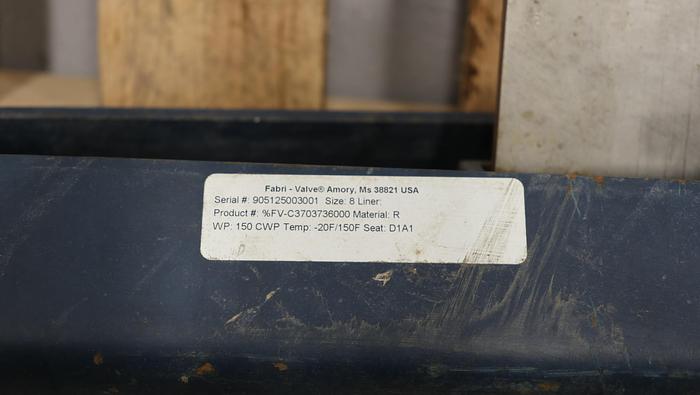 Fabri - Valve® Amory, Ms 38821 USA
Serial #: 905125003001 Size: 8 Liner:
Product #: %FV-C3703736000 Material: R
WP: 150 CWP Temp: -20F/150F Seat: D1A1